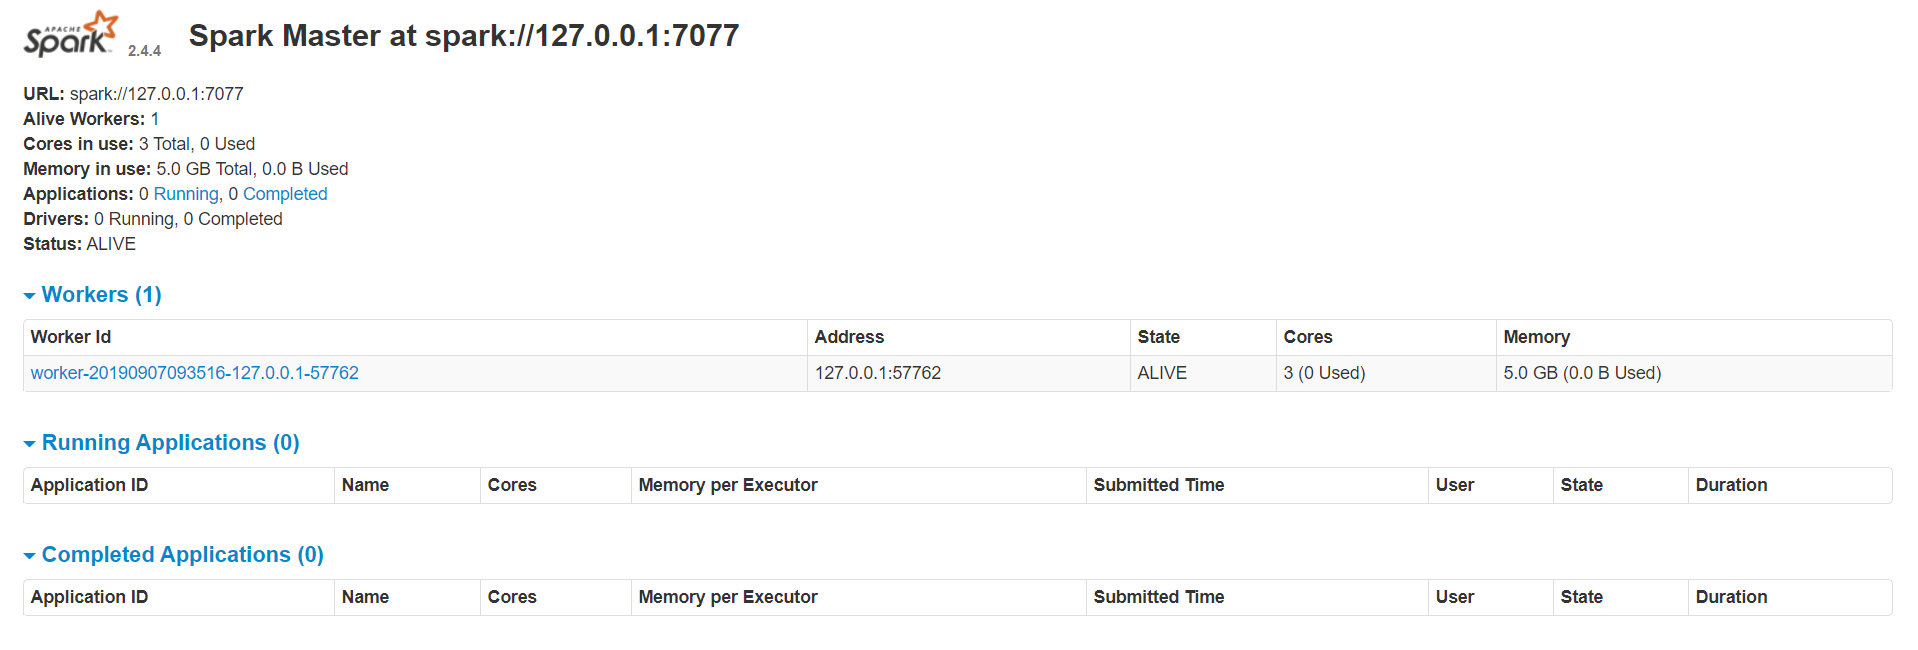 APACHE
Spark 2.4.4 Spark Master at spark://127.0.0.1:7077
URL: spark://127.0.0.1:7077
Alive Workers: 1
Cores in use: 3 Total, 0 Used
Memory in use: 5.0 GB Total, 0.0 B Used
Applications: 0 Running, 0 Completed
Drivers: 0 Running, 0 Completed
Status: ALIVE
Workers (1)
Worker Id Address State Cores Memory
worker-20190907093516-127.0.0.1-57762 127.0.0.1:57762 ALIVE 3 (0 Used) 5.0 GB (0.0 B Used)
Running Applications (0)
Application ID Name Cores Memory per Executor Submitted Time User State Duration
Completed Applications (0)
Application ID Name Cores Memory per Executor Submitted Time User State Duration